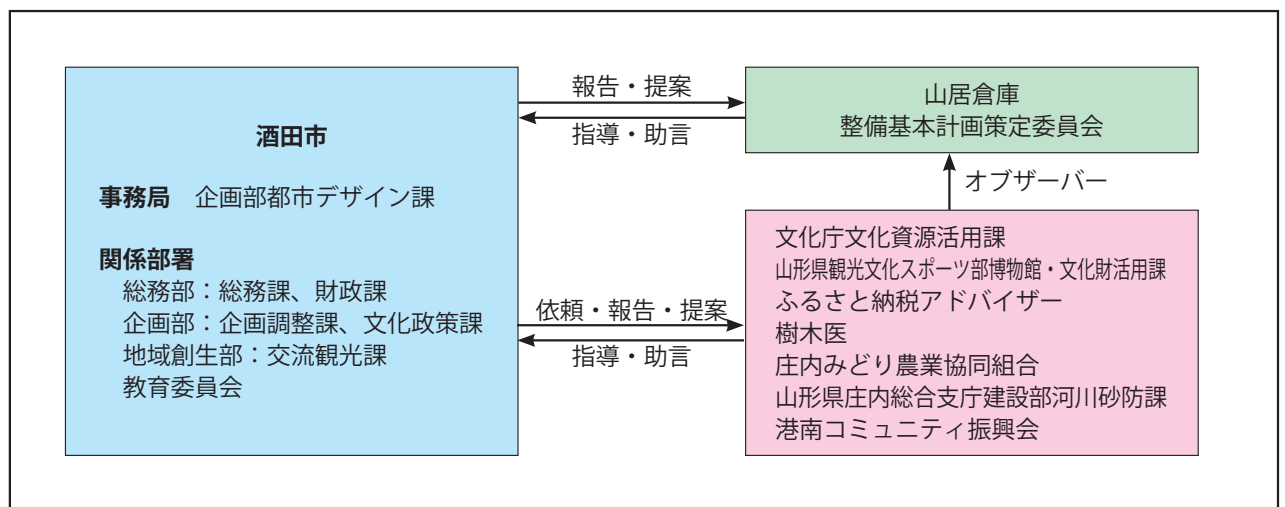 酒田市
事務局　企画部都市デザイン課
関係部署
総務部：総務課、財政課
企画部：企画調整課、文化政策課
地域創生部：交流観光課
教育委員会
報告・提案
指導・助言
山居倉庫
整備基本計画策定委員会
オブザーバー
依頼・報告・提案
指導・助言
文化庁文化資源活用課
山形県観光文化スポーツ部博物館・文化財活用課
ふるさと納税アドバイザー
樹木医
庄内みどり農業協同組合
山形県庄内総合支庁建設部河川砂防課
港南コミュニティ振興会